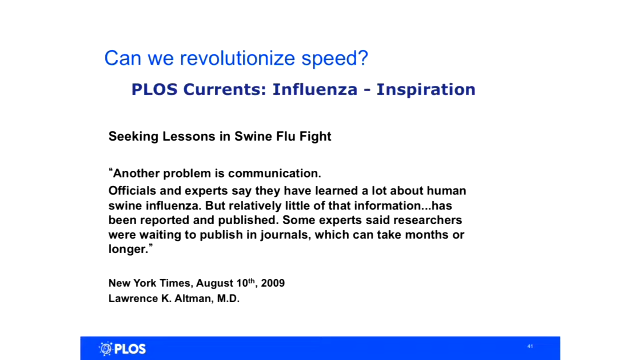 Can we revolutionize speed?
PLOS Currents: Influenza - Inspiration
Seeking Lessons in Swine Flu Fight
“Another problem is communication.
Officials and experts say they have learned a lot about human
swine influenza. But relatively little of that information...has
been reported and published. Some experts said researchers
were waiting to publish in journals, which can take months or
longer.”
New York Times, August 10th, 2009
Lawrence K. Altman, M.D.
PLOS
41